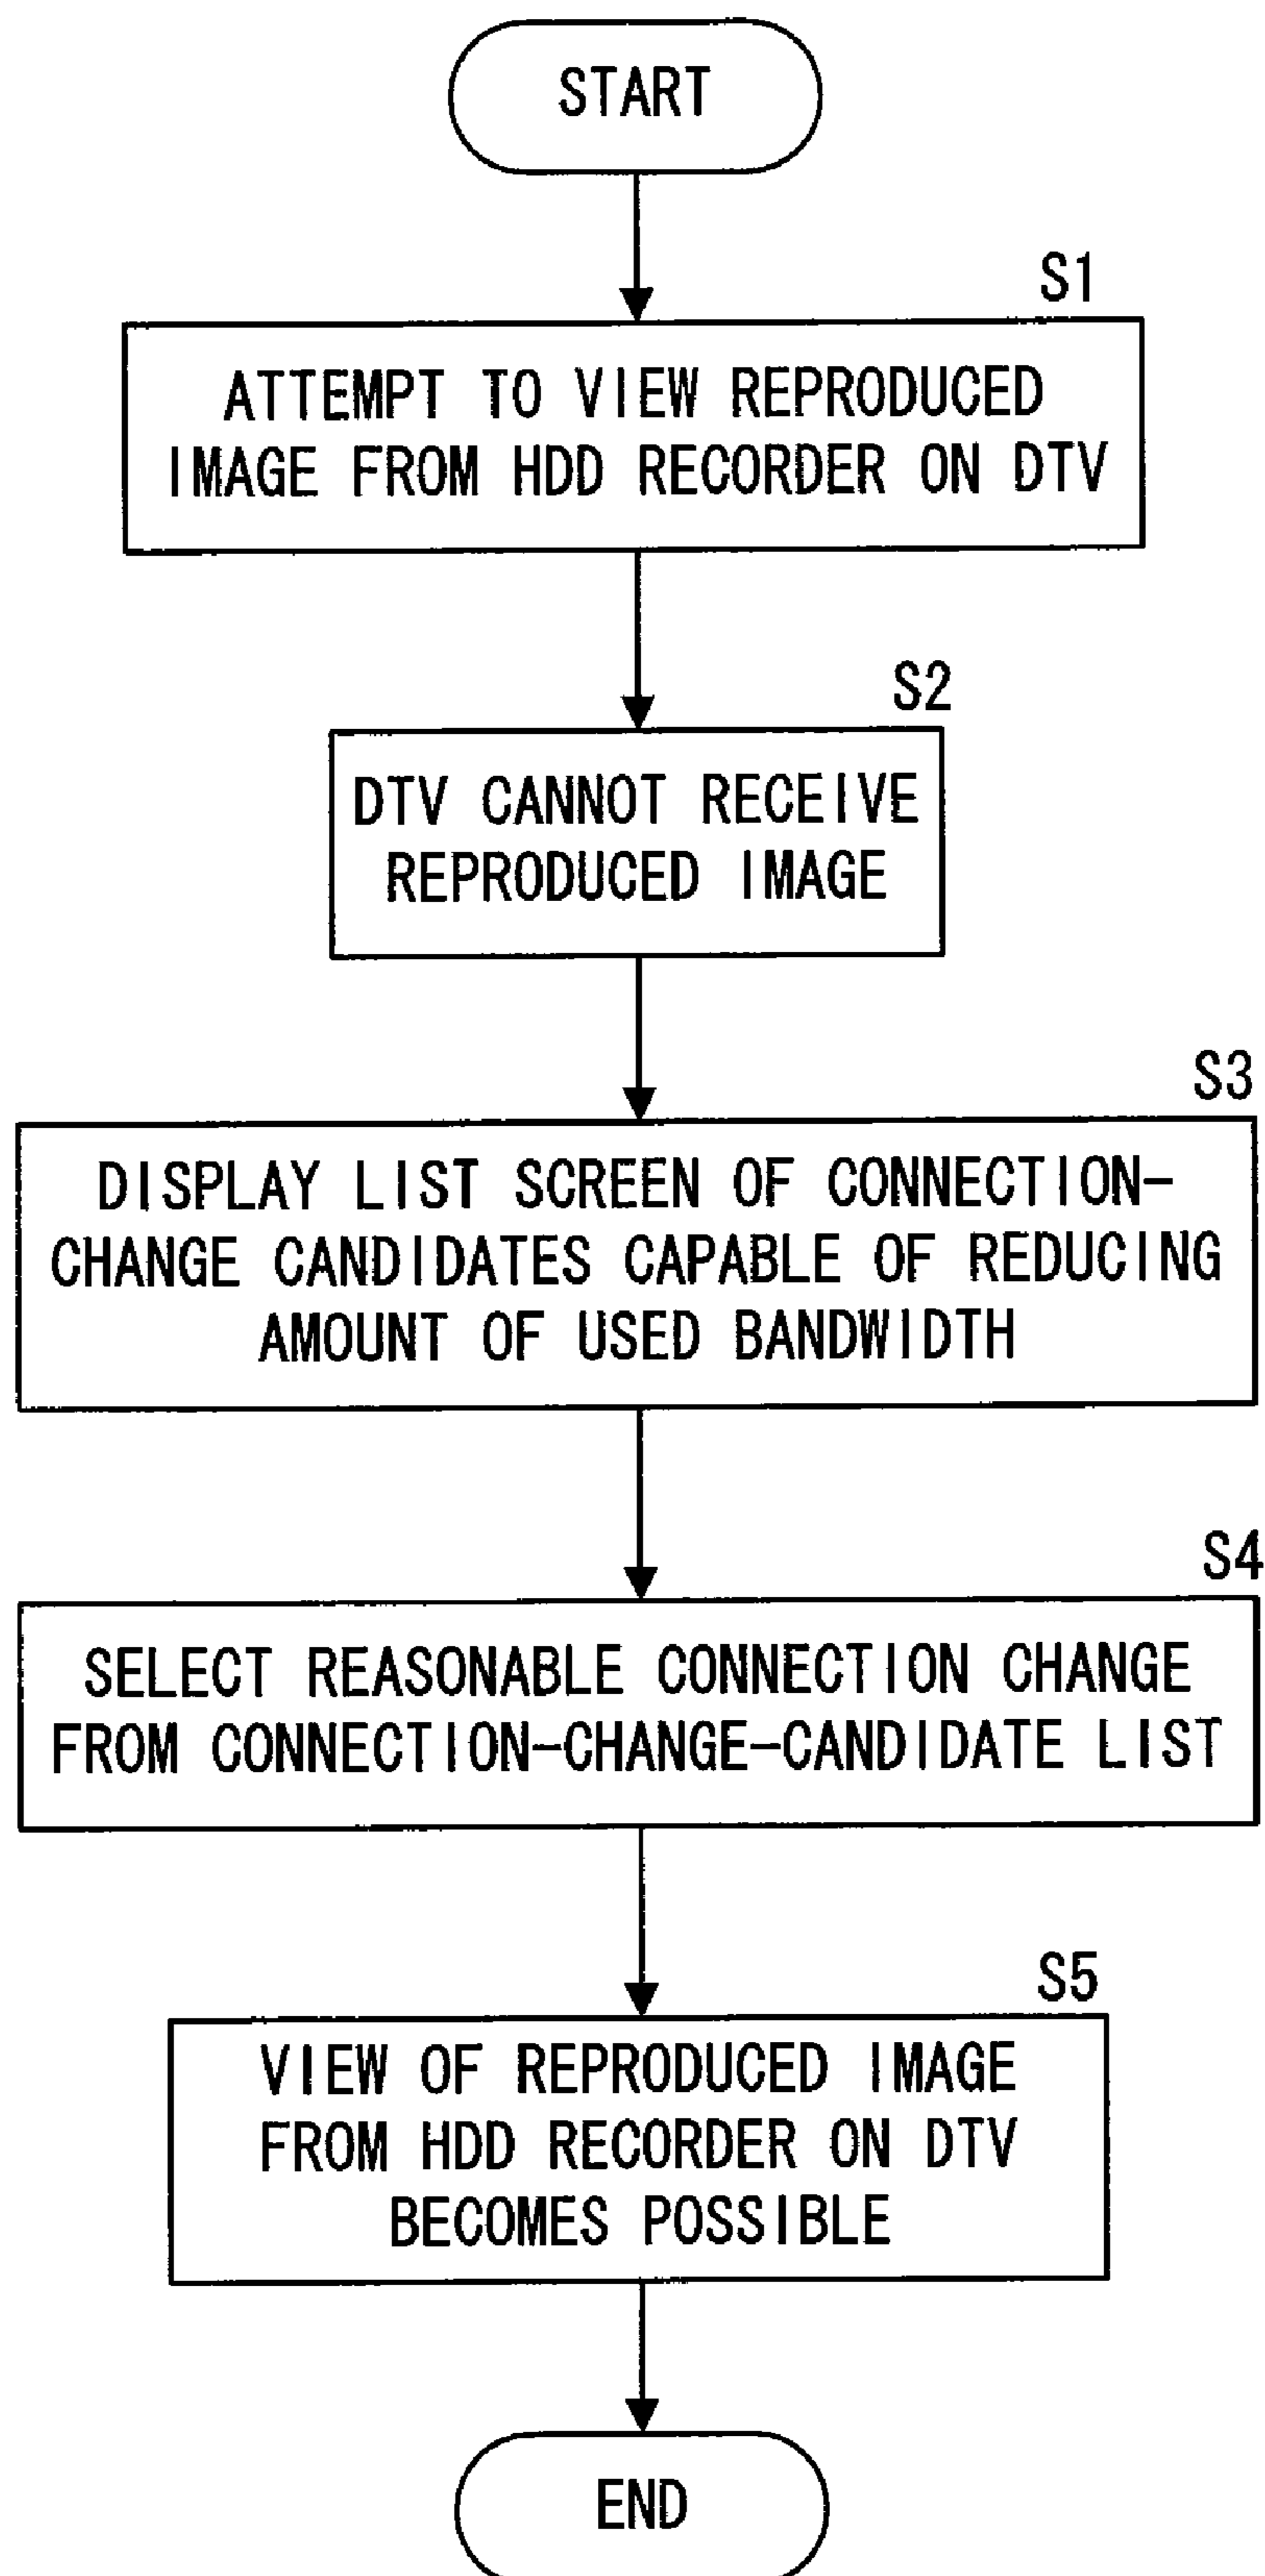 START
S1
ATTEMPT TO VIEW REPRODUCED
IMAGE FROM HDD RECORDER ON DTV
S2
DTV CANNOT RECEIVE
REPRODUCED IMAGE
S3
DISPLAY LIST SCREEN OF CONNECTION-
CHANGE CANDIDATES CAPABLE OF REDUCING
AMOUNT OF USED BANDWIDTH
S4
SELECT REASONABLE CONNECTION CHANGE
FROM CONNECTION-CHANGE-CANDIDATE LIST
S5
VIEW OF REPRODUCED IMAGE
FROM HDD RECORDER ON DTV
BECOMES POSSIBLE
END